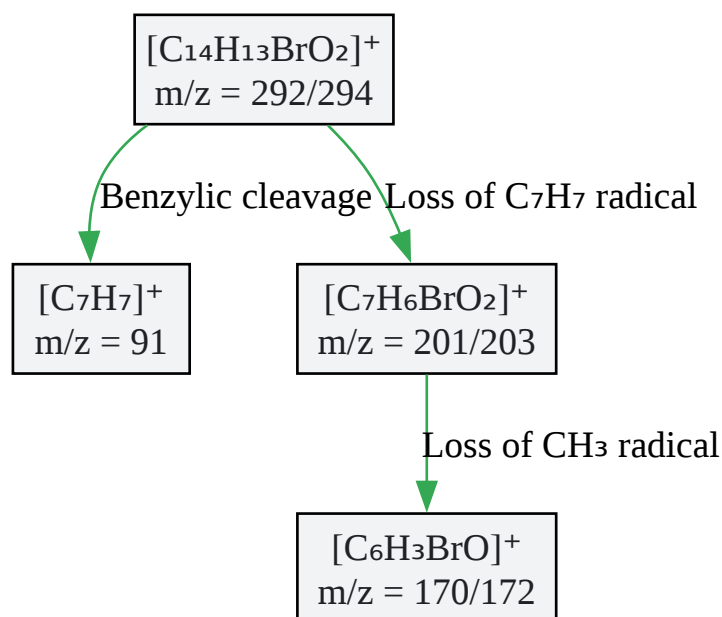 [C₁₄H₁₃BrO₂]⁺
m/z = 292/294
Benzylic cleavage
Loss of C₇H₇ radical
[C₇H₇]⁺
m/z = 91
[C₇H₆BrO₂]⁺
m/z = 201/203
Loss of CH₃ radical
[C₆H₃BrO]⁺
m/z = 170/172